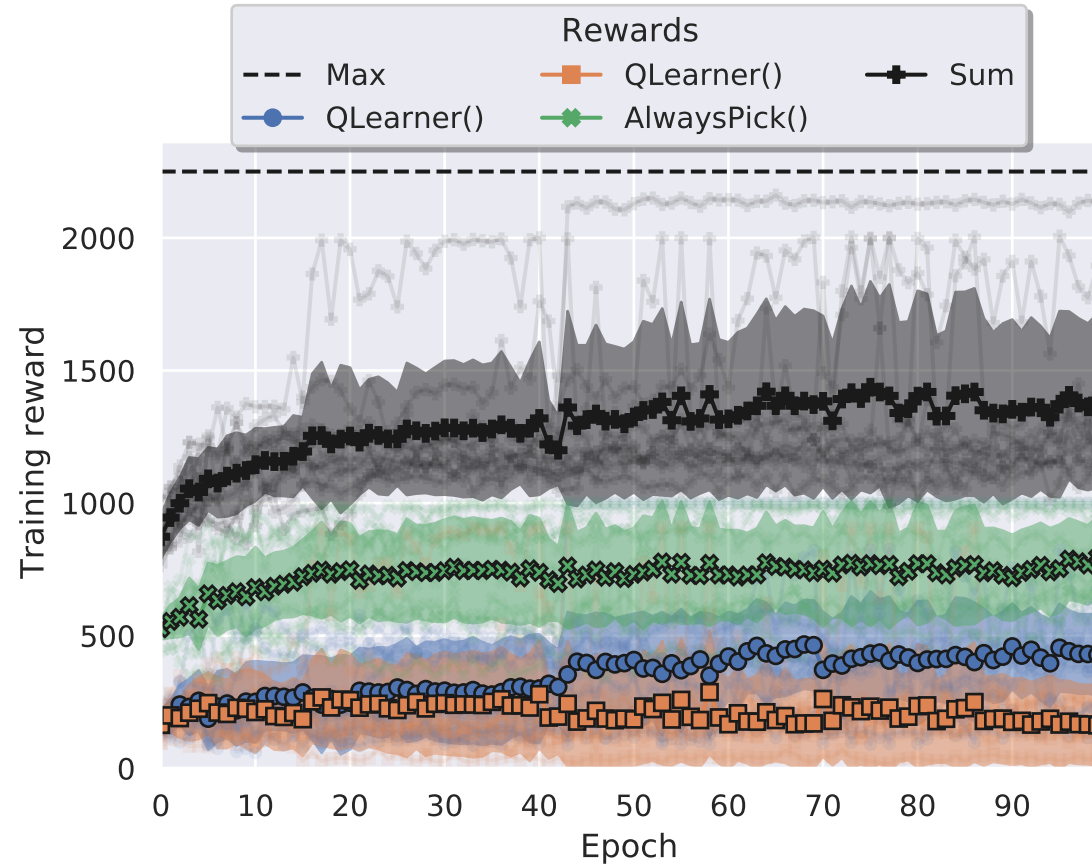 Rewards
Max
QLearner()
Sum
QLearner()
AlwaysPick()
Training reward
2000
1500
1000
500
0
0 10 20 30 40 50 60 70 80 90
Epoch